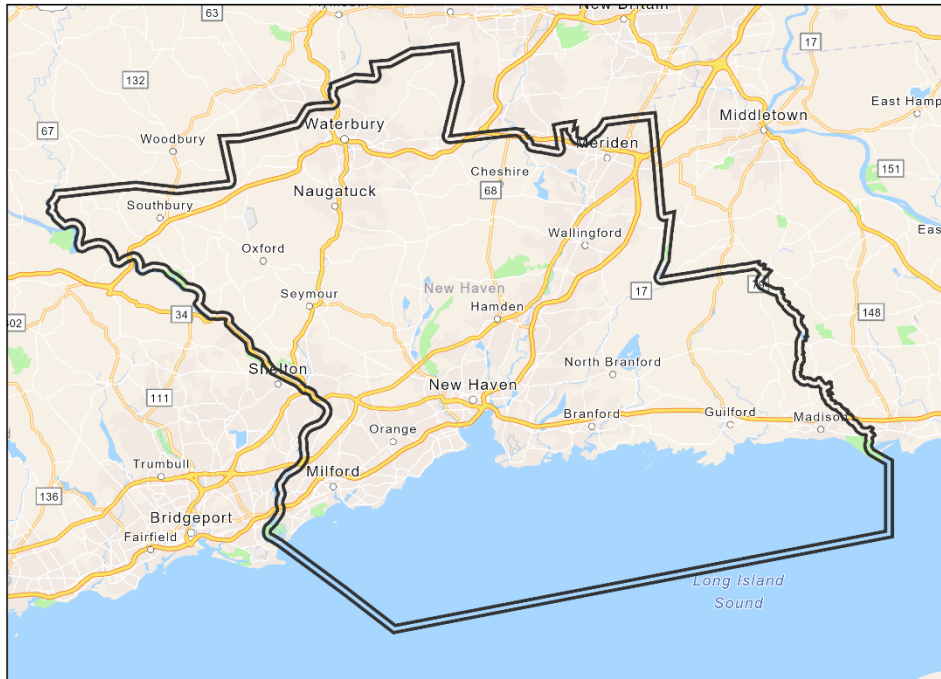 63
New Britain
17
132
67
East Hamp
Waterbury
Middletown
Woodbury
Meriden
Cheshire
151
68
Naugatuck
Southbury
Wallingford
Oxford
New Haven
Seymour
17
79
Hamden
34
148
302
Shelton
North Branford
New Haven
111
Branford
Guilford
Madison
Orange
Trumbull
Milford
136
Bridgeport
Fairfield
Long Island
Sound